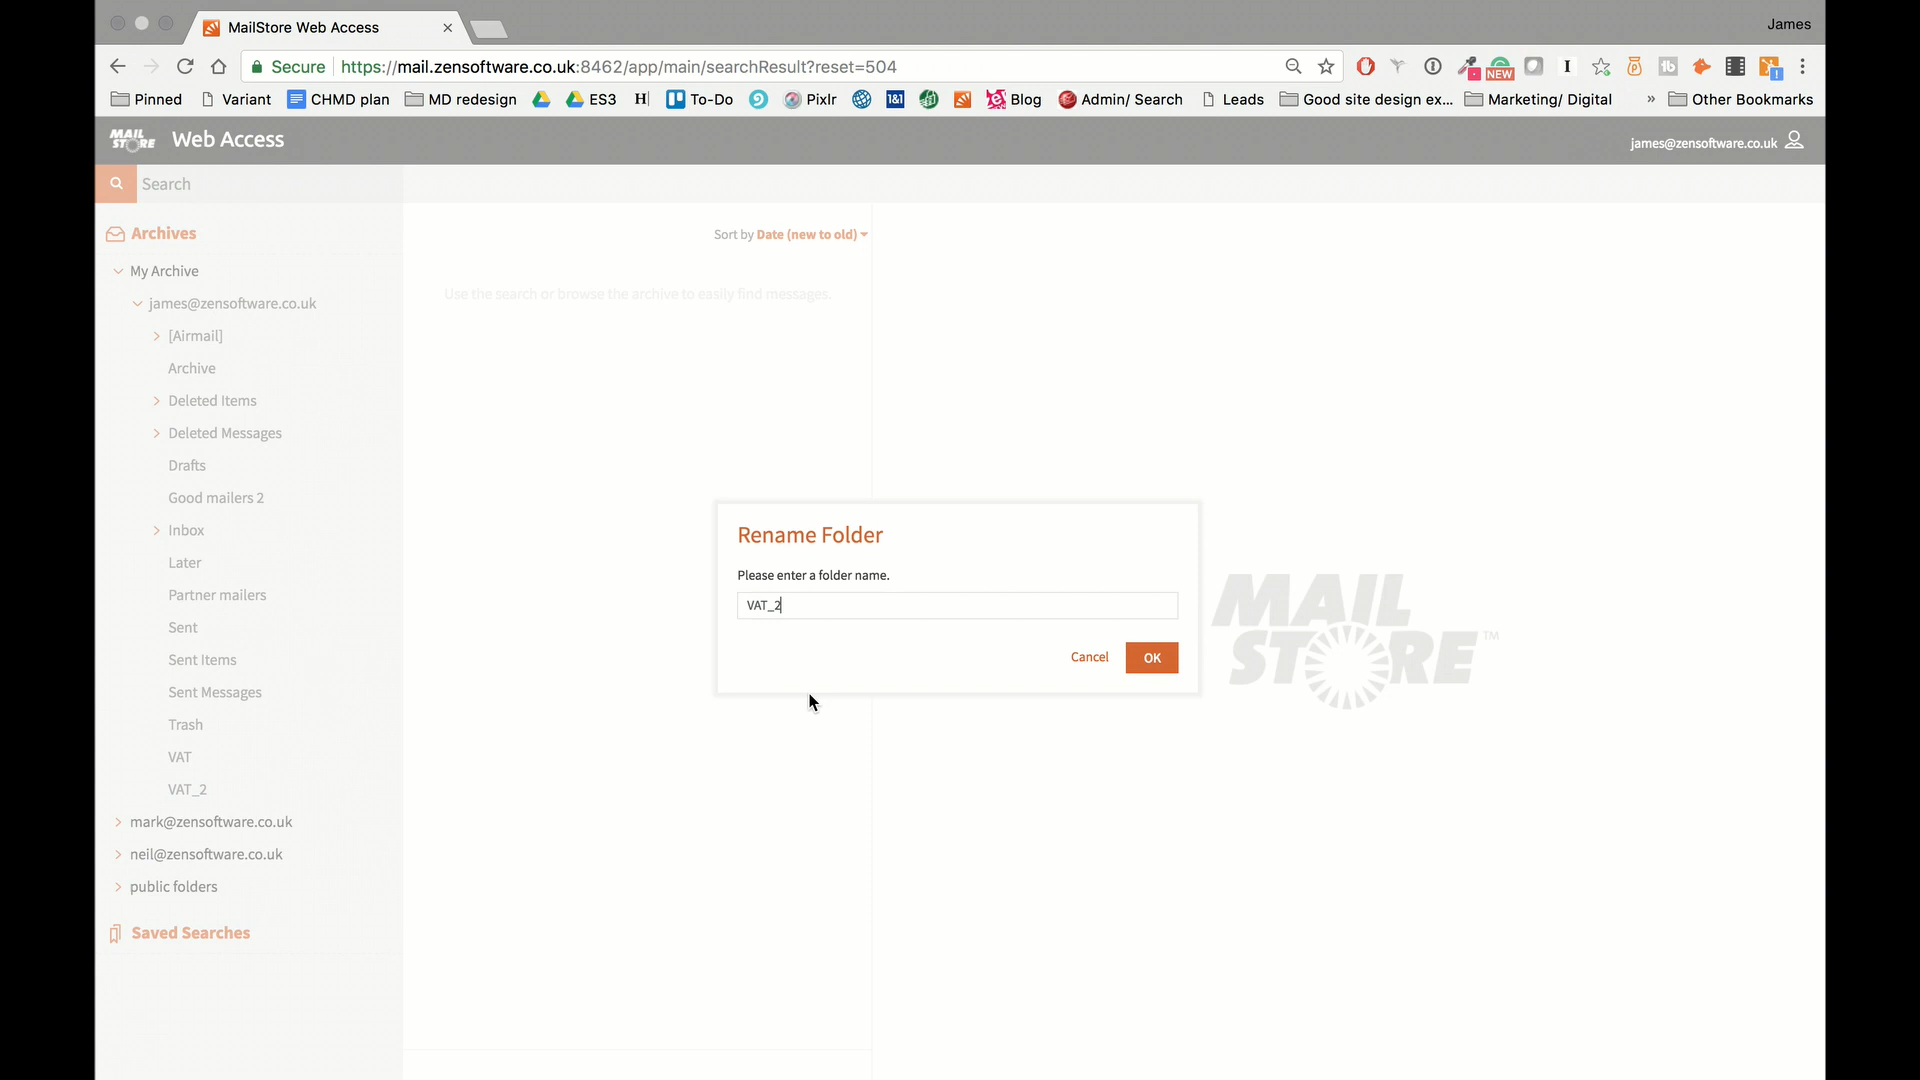 MailStore Web Access
James
Secure https://mail.zensoftware.co.uk:8462/app/main/searchResult?reset=504
NEW
Pinned Variant CHMD plan MD redesign ES3 To-Do Pixlr 1&1 Blog Admin/ Search Leads Good site design ex... Marketing/ Digital » Other Bookmarks
MAIL STORE Web Access
james@zensoftware.co.uk
Search
Archives
Sort by Date (new to old)
My Archive
Use the search or browse the archive to easily find messages.
james@zensoftware.co.uk
[Airmail]
Archive
Deleted Items
Deleted Messages
Drafts
Good mailers 2
Inbox
Later
Partner mailers
Sent
Sent Items
Sent Messages
Trash
VAT
VAT_2
mark@zensoftware.co.uk
neil@zensoftware.co.uk
public folders
Saved Searches
Rename Folder
Please enter a folder name.
VAT_2
Cancel OK
MAIL
STORE™